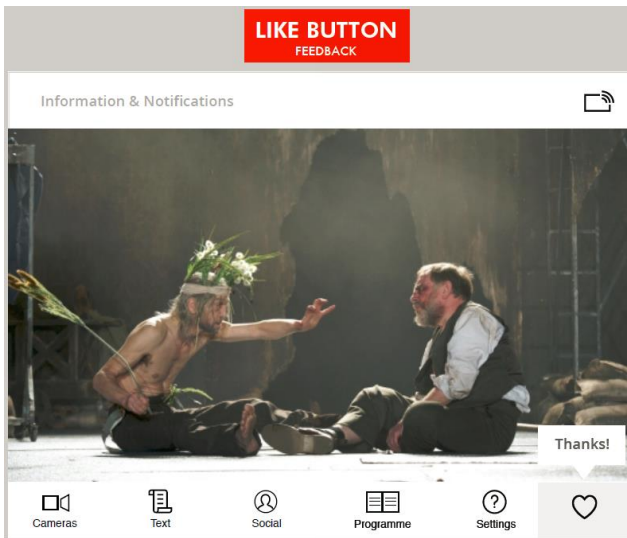 LIKE BUTTON
FEEDBACK
Information & Notifications
Thanks!
Cameras
Text
Social
Programme
Settings